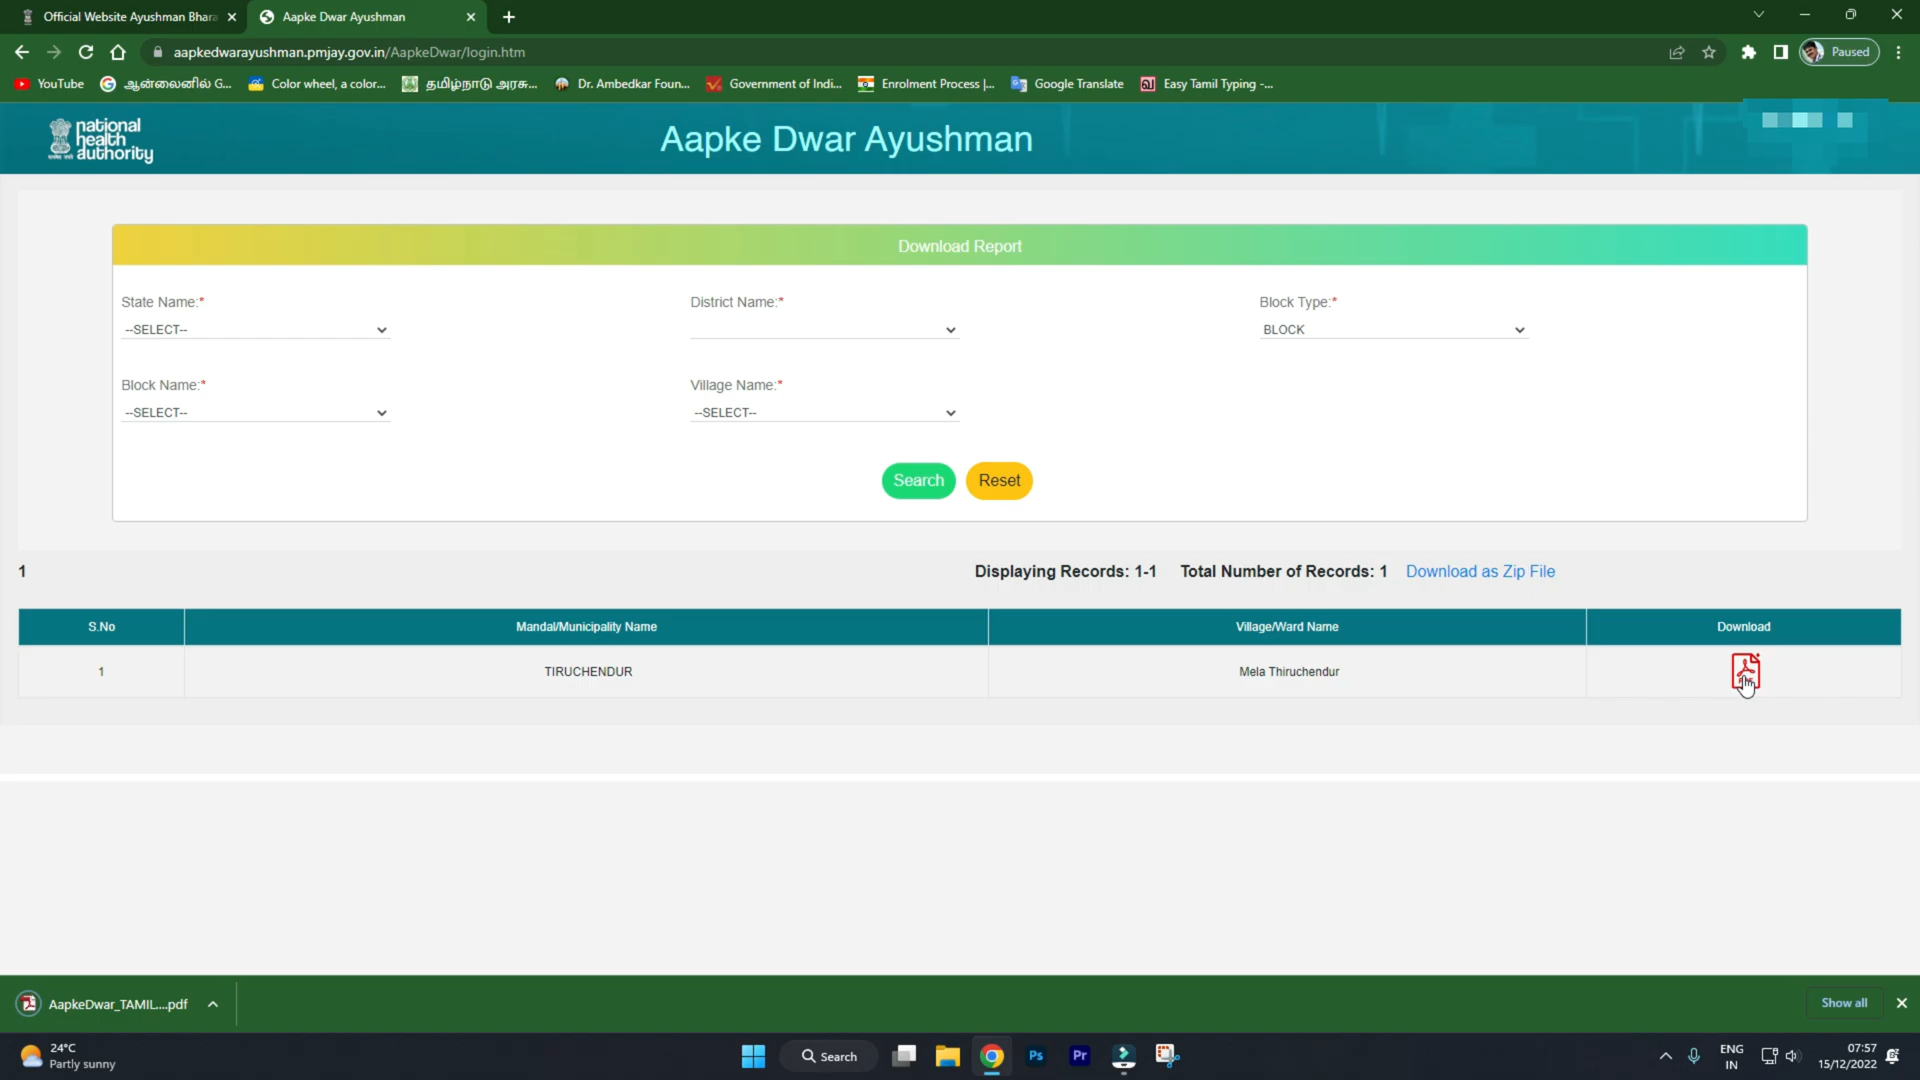 Official Website Ayushman Bhara
Aapke Dwar Ayushman
aapkedwarayushman.pmjay.gov.in/AapkeDwar/login.htm
Paused
YouTube
ஆன்லைனில் G...
Color wheel, a color...
தமிழ்நாடு அரசு...
Dr. Ambedkar Foun...
Government of Indi...
Enrolment Process |...
Google Translate
Easy Tamil Typing -...
national
health
authority
Aapke Dwar Ayushman
Download Report
State Name:*
District Name:*
Block Type:*
--SELECT--
BLOCK
Block Name:*
Village Name:*
--SELECT--
--SELECT--
Search
Reset
1
Displaying Records: 1-1
Total Number of Records: 1
Download as Zip File
S.No
Mandal/Municipality Name
Village/Ward Name
Download
1
TIRUCHENDUR
Mela Thiruchendur
AapkeDwar_TAMIL....pdf
Show all
24°C
Partly sunny
Search
Ps
Pr
ENG
IN
07:57
15/12/2022